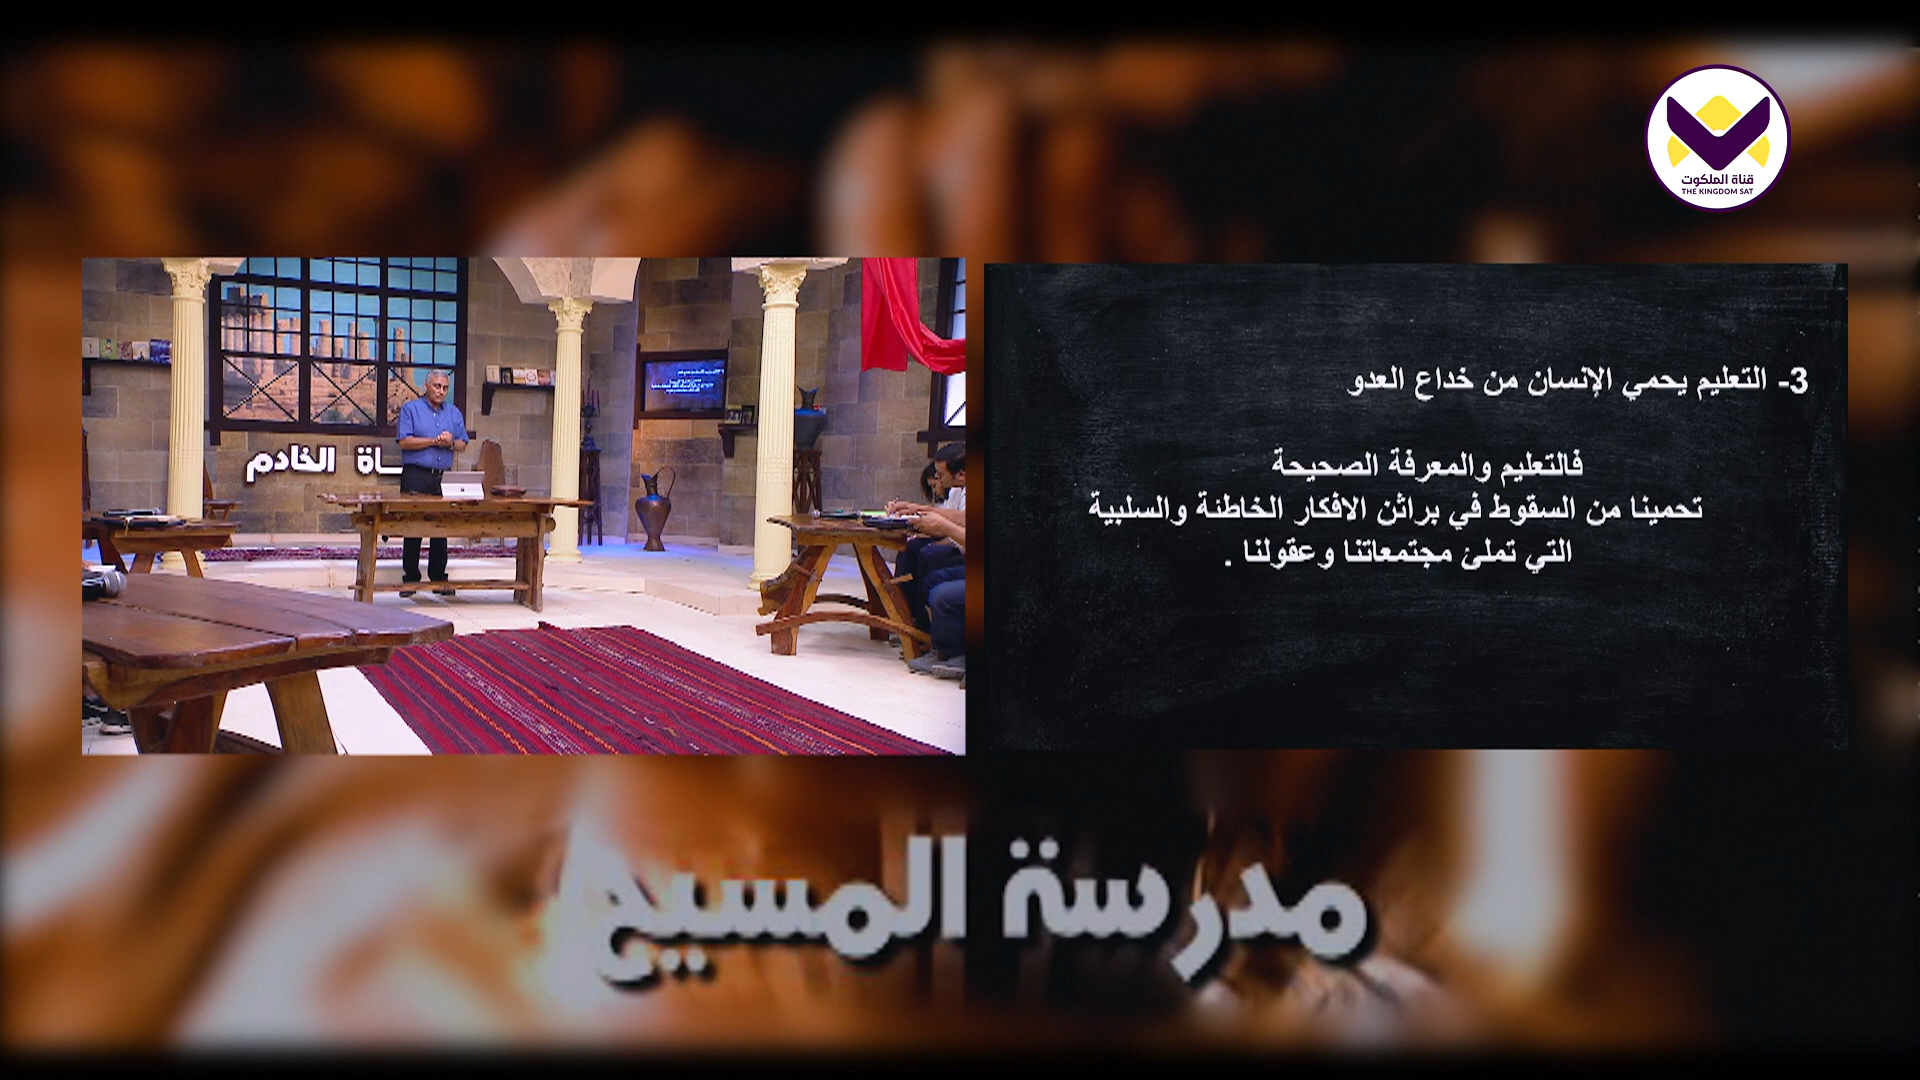 قناة الملكوت
THE KINGDOM SAT
3- التعليم يحمي الإنسان من خداع العدو
فالتعليم والمعرفة الصحيحة
تحمينا من السقوط في براثن الافكار الخاطئة والسلبية
التي تملئ مجتمعاتنا وعقولنا .
الخادم
مدرسة المسيح